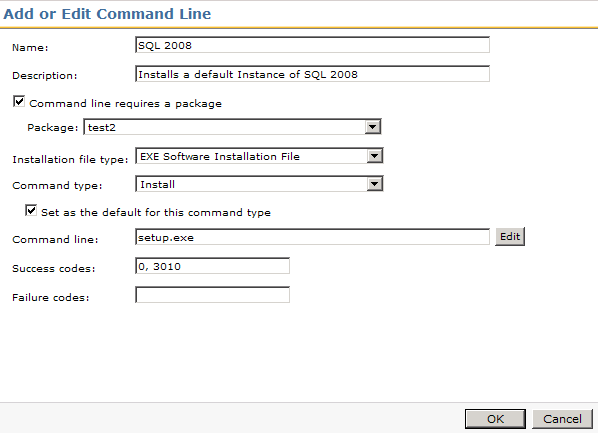 Add or Edit Command Line
Name: SQL 2008
Description: Installs a default Instance of SQL 2008
Command line requires a package
Package: test2
Installation file type: EXE Software Installation File
Command type: Install
Set as the default for this command type
Command line: setup.exe Edit
Success codes: 0, 3010
Failure codes:
OK Cancel